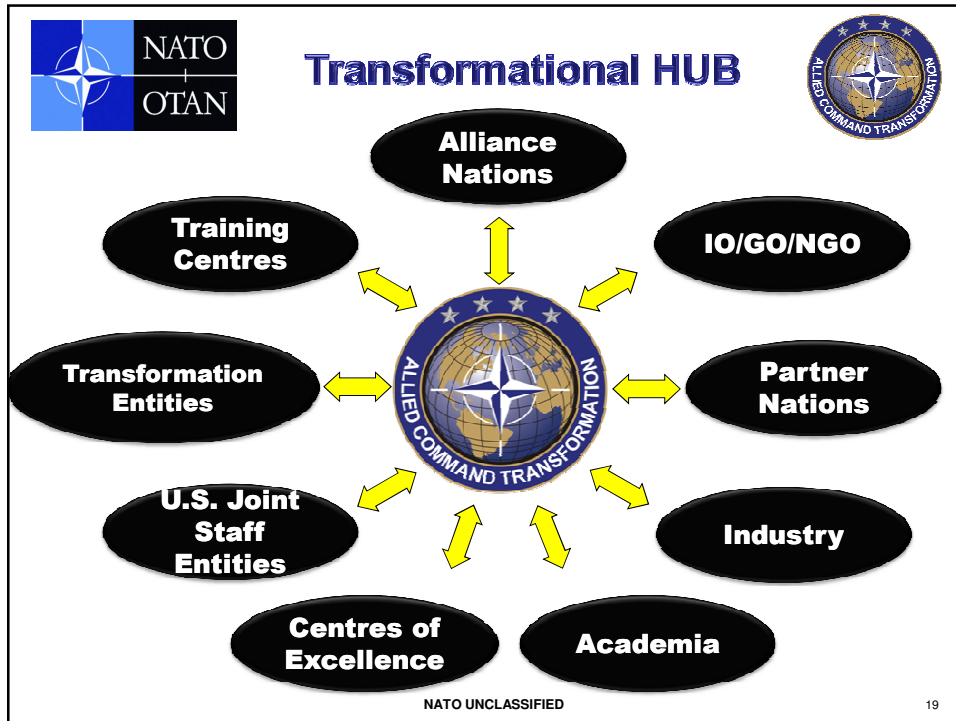 NATO
OTAN
Transformational HUB
ALLIED COMMAND TRANSFORMATION
Alliance
Nations
Training
Centres
IO/GO/NGO
Transformation
Entities
ALLIED COMMAND TRANSFORMATION
Partner
Nations
U.S. Joint
Staff
Entities
Industry
Centres of
Excellence
Academia
NATO UNCLASSIFIED
19